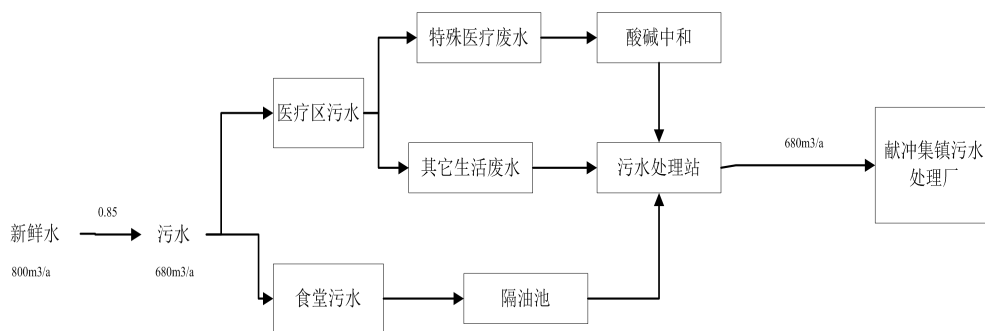 特殊医疗废水
酸碱中和
医疗区污水
其它生活废水
污水处理站
680m3/a
献冲集镇污水
处理厂
0.85
新鲜水
污水
800m3/a
680m3/a
食堂污水
隔油池